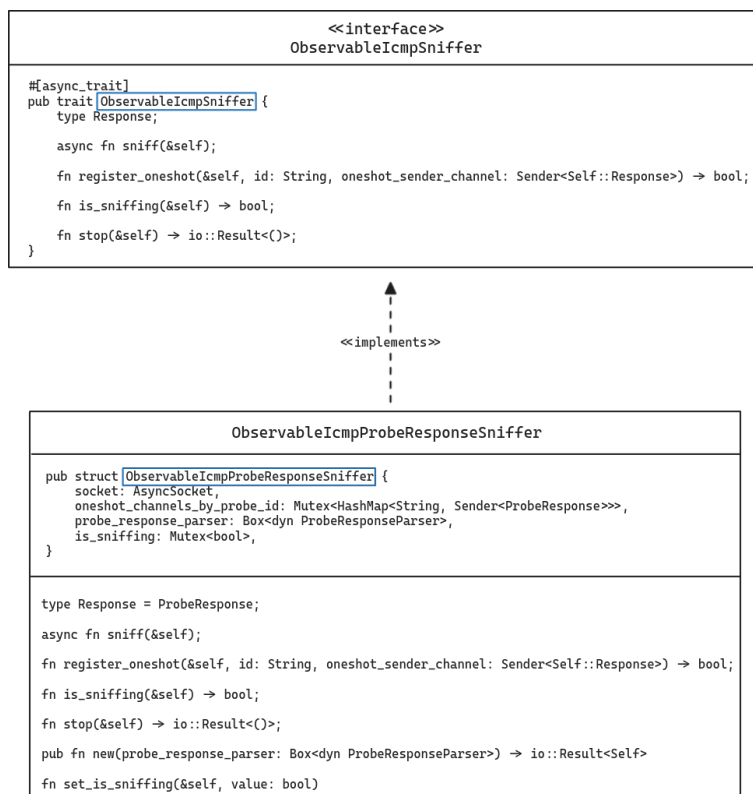 ≪interface≫
ObservableIcmpSniffer
#[async_trait]
pub trait ObservableIcmpSniffer {
    type Response;
    async fn sniff(&self);
    fn register_oneshot(&self, id: String, oneshot_sender_channel: Sender<Self::Response>) → bool;
    fn is_sniffing(&self) → bool;
    fn stop(&self) → io::Result<()>;
}
≪implements≫
ObservableIcmpProbeResponseSniffer
pub struct ObservableIcmpProbeResponseSniffer {
    socket: AsyncSocket,
    oneshot_channels_by_probe_id: Mutex<HashMap<String, Sender<ProbeResponse>>>,
    probe_response_parser: Box<dyn ProbeResponseParser>,
    is_sniffing: Mutex<bool>,
}
type Response = ProbeResponse;
async fn sniff(&self);
fn register_oneshot(&self, id: String, oneshot_sender_channel: Sender<Self::Response>) → bool;
fn is_sniffing(&self) → bool;
fn stop(&self) → io::Result<()>;
pub fn new(probe_response_parser: Box<dyn ProbeResponseParser>) → io::Result<Self>
fn set_is_sniffing(&self, value: bool)